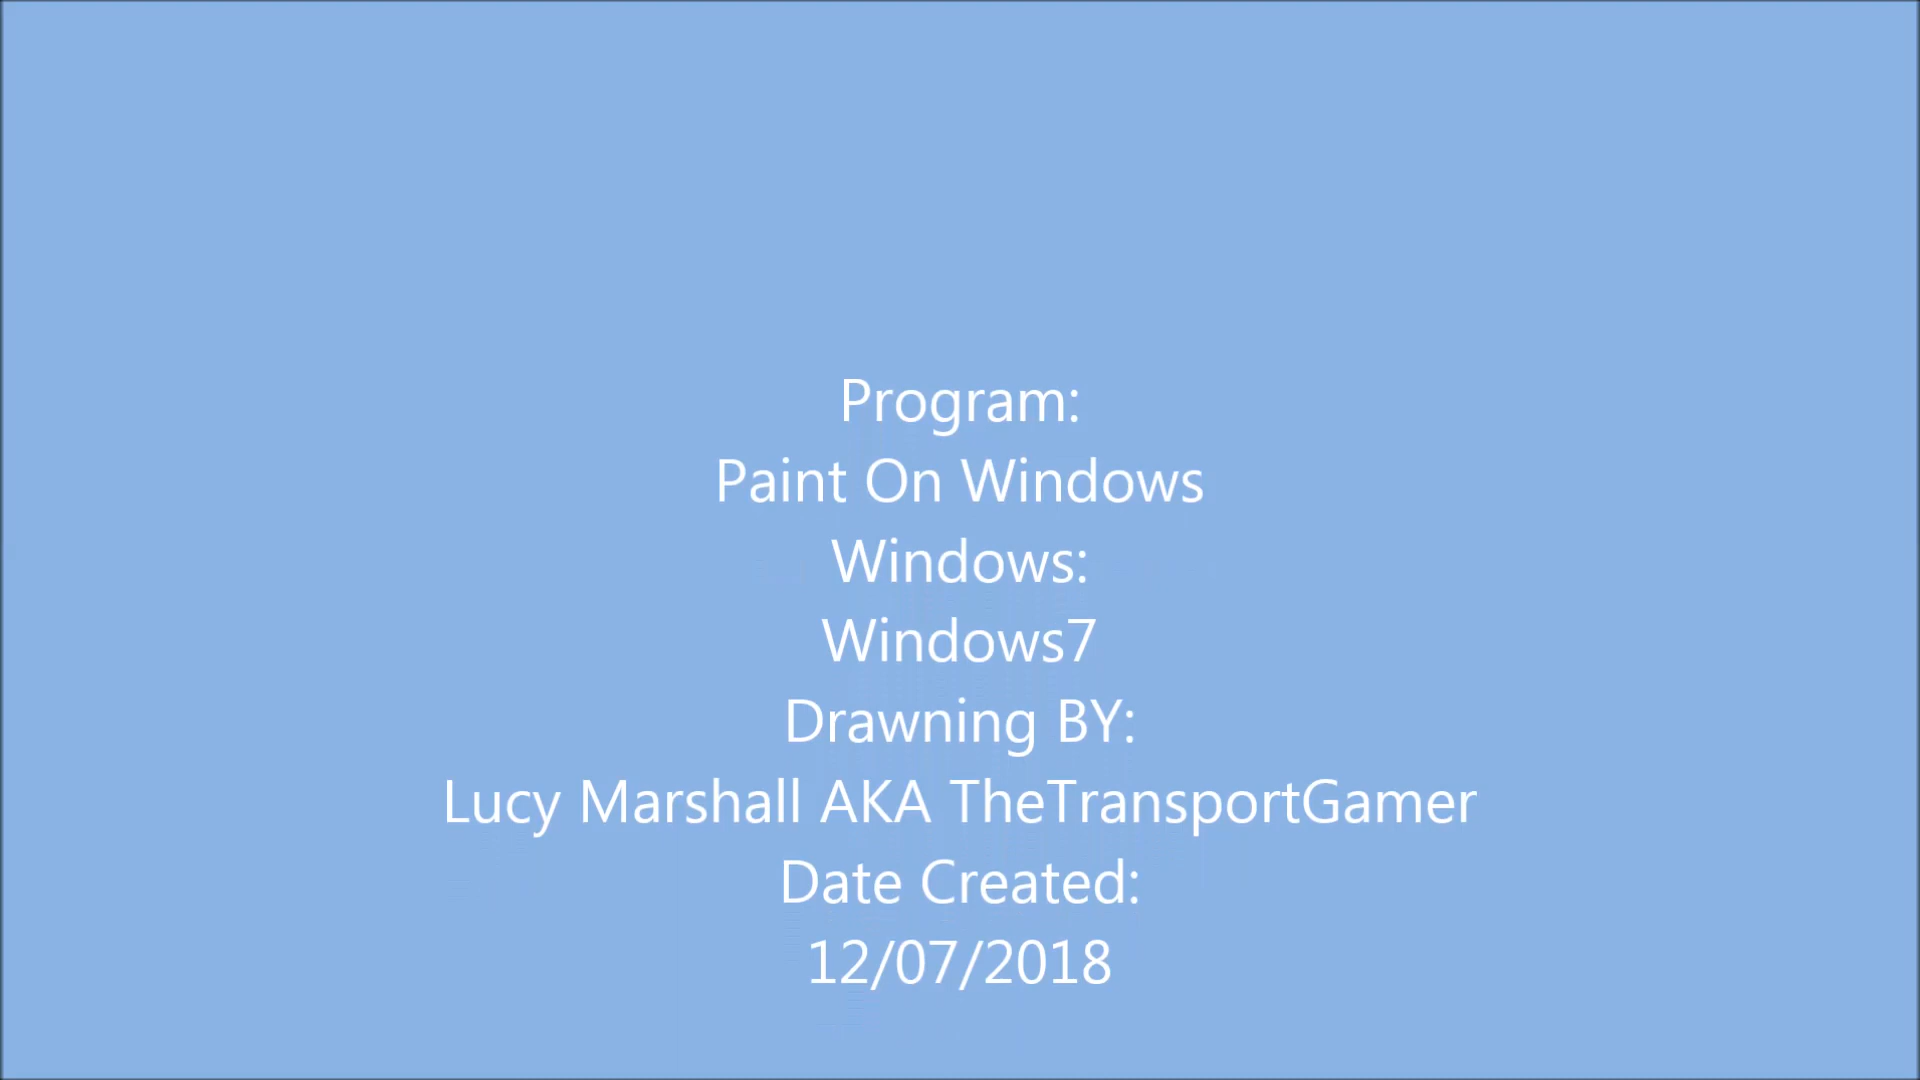 Program:
Paint On Windows
Windows:
Windows7
Drawning BY:
Lucy Marshall AKA TheTransportGamer
Date Created:
12/07/2018